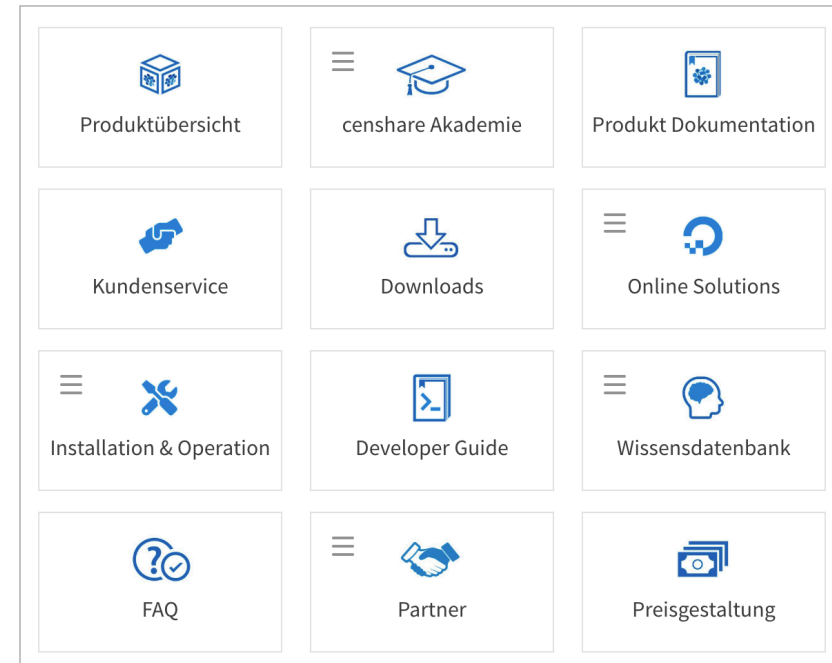 Produktübersicht
censhare Akademie
Produkt Dokumentation
Kundenservice
Downloads
Online Solutions
Installation & Operation
Developer Guide
Wissensdatenbank
FAQ
Partner
Preisgestaltung